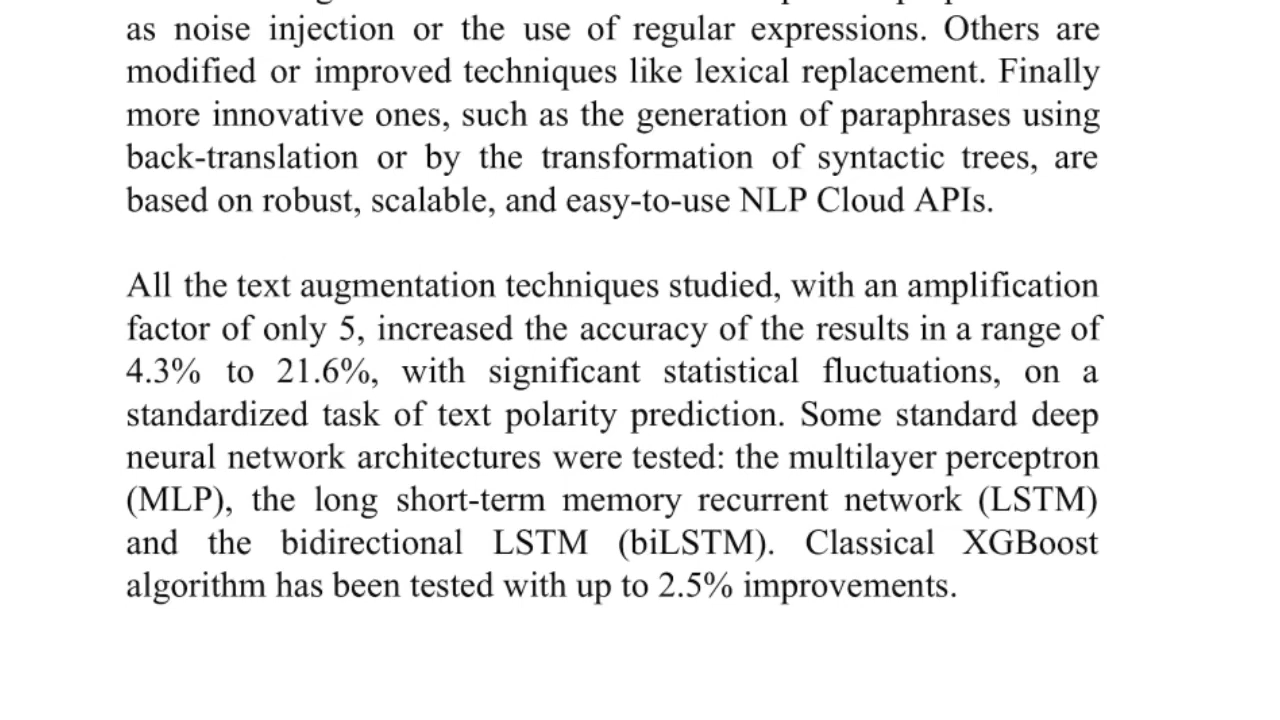 as noise injection or the use of regular expressions. Others are
modified or improved techniques like lexical replacement. Finally
more innovative ones, such as the generation of paraphrases using
back-translation or by the transformation of syntactic trees, are
based on robust, scalable, and easy-to-use NLP Cloud APIs.
All the text augmentation techniques studied, with an amplification
factor of only 5, increased the accuracy of the results in a range of
4.3% to 21.6%, with significant statistical fluctuations, on a
standardized task of text polarity prediction. Some standard deep
neural network architectures were tested: the multilayer perceptron
(MLP), the long short-term memory recurrent network (LSTM)
and the bidirectional LSTM (biLSTM). Classical XGBoost
algorithm has been tested with up to 2.5% improvements.